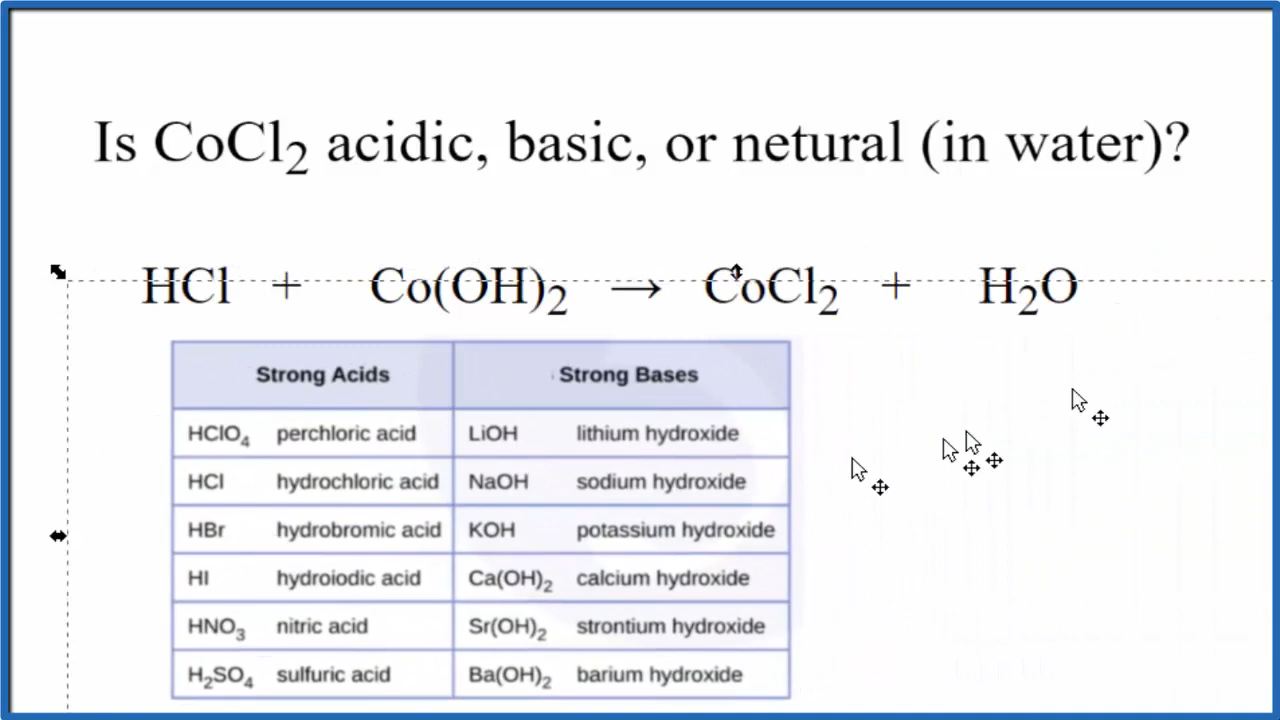 Is CoCl₂ acidic, basic, or netural (in water)?
HCl + Co(OH)₂ → CoCl₂ + H₂O
Strong Acids Strong Bases
HClO₄ perchloric acid LiOH lithium hydroxide
HCl hydrochloric acid NaOH sodium hydroxide
HBr hydrobromic acid KOH potassium hydroxide
HI hydroiodic acid Ca(OH)₂ calcium hydroxide
HNO₃ nitric acid Sr(OH)₂ strontium hydroxide
H₂SO₄ sulfuric acid Ba(OH)₂ barium hydroxide